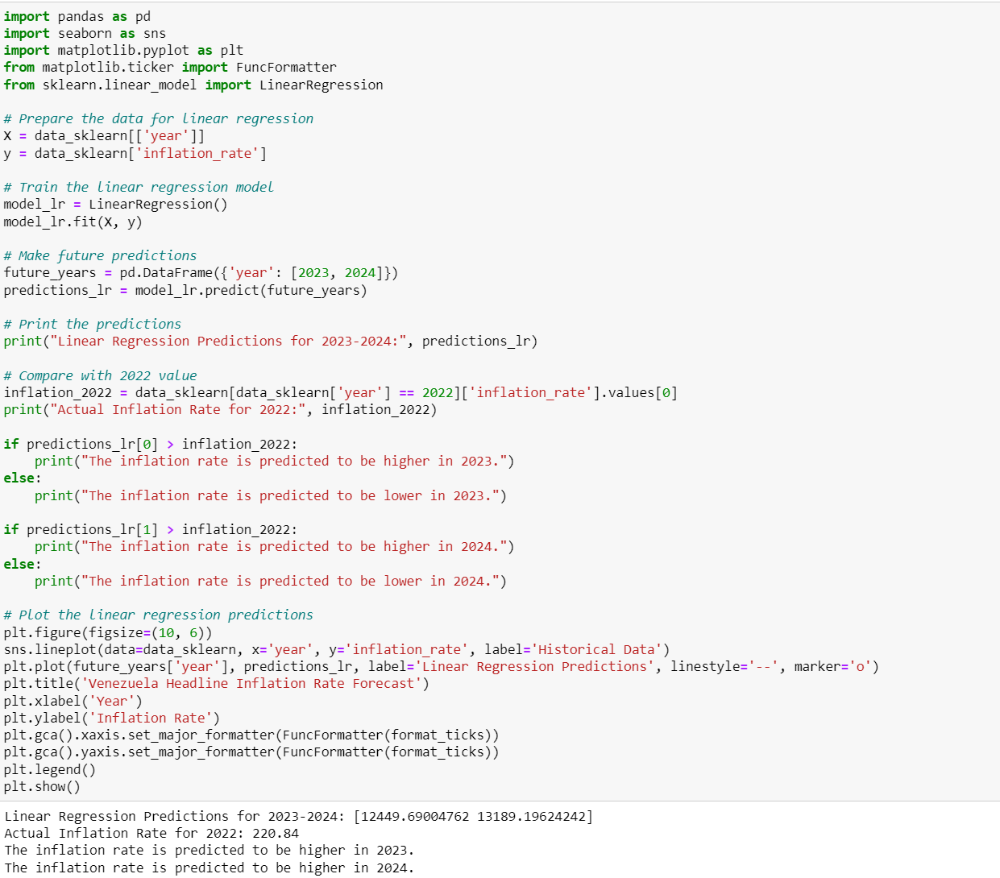 import pandas as pd
import seaborn as sns
import matplotlib.pyplot as plt
from matplotlib.ticker import FuncFormatter
from sklearn.linear_model import LinearRegression

# Prepare the data for linear regression
X = data_sklearn[['year']]
y = data_sklearn['inflation_rate']

# Train the linear regression model
model_lr = LinearRegression()
model_lr.fit(X, y)

# Make future predictions
future_years = pd.DataFrame({'year': [2023, 2024]})
predictions_lr = model_lr.predict(future_years)

# Print the predictions
print("Linear Regression Predictions for 2023-2024:", predictions_lr)

# Compare with 2022 value
inflation_2022 = data_sklearn[data_sklearn['year'] == 2022]['inflation_rate'].values[0]
print("Actual Inflation Rate for 2022:", inflation_2022)

if predictions_lr[0] > inflation_2022:
    print("The inflation rate is predicted to be higher in 2023.")
else:
    print("The inflation rate is predicted to be lower in 2023.")

if predictions_lr[1] > inflation_2022:
    print("The inflation rate is predicted to be higher in 2024.")
else:
    print("The inflation rate is predicted to be lower in 2024.")

# Plot the linear regression predictions
plt.figure(figsize=(10, 6))
sns.lineplot(data=data_sklearn, x='year', y='inflation_rate', label='Historical Data')
plt.plot(future_years['year'], predictions_lr, label='Linear Regression Predictions', linestyle='--', marker='o')
plt.title('Venezuela Headline Inflation Rate Forecast')
plt.xlabel('Year')
plt.ylabel('Inflation Rate')
plt.gca().xaxis.set_major_formatter(FuncFormatter(format_ticks))
plt.gca().yaxis.set_major_formatter(FuncFormatter(format_ticks))
plt.legend()
plt.show()
Linear Regression Predictions for 2023-2024: [12449.69004762 13189.19624242]
Actual Inflation Rate for 2022: 220.84
The inflation rate is predicted to be higher in 2023.
The inflation rate is predicted to be higher in 2024.